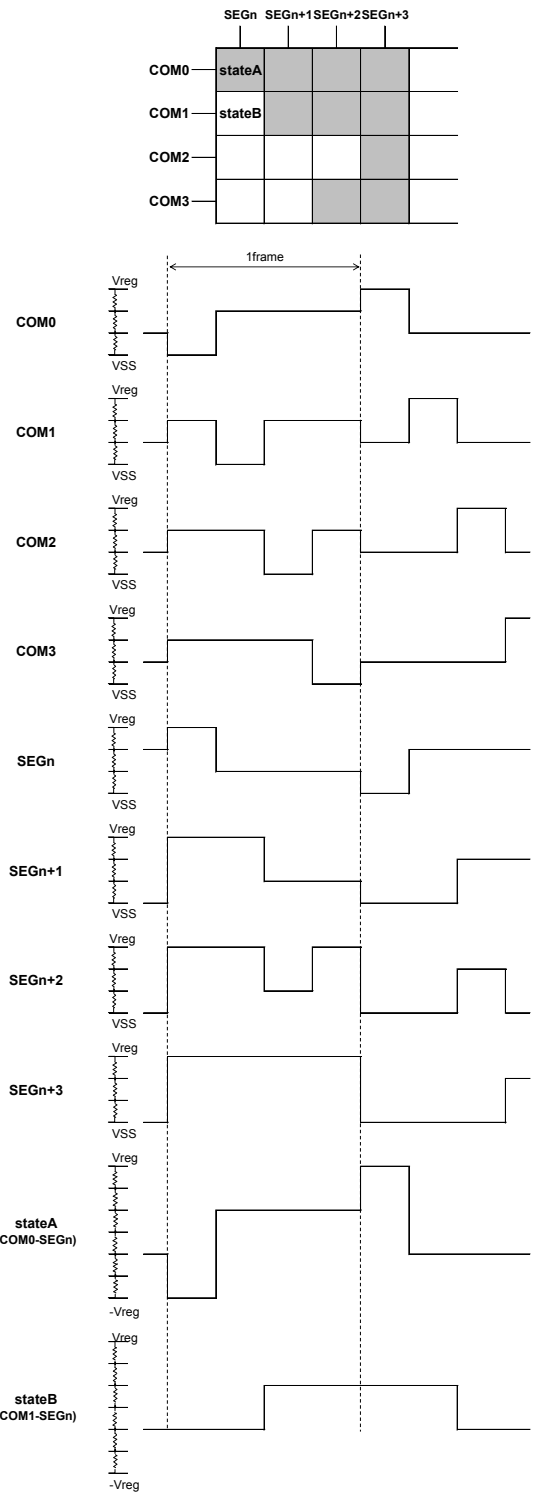 SEGn SEGn+1 SEGn+2 SEGn+3
COM0 stateA
COM1 stateB
COM2
COM3
1frame
Vreg
COM0
VSS
Vreg
COM1
VSS
Vreg
COM2
VSS
Vreg
COM3
VSS
Vreg
SEGn
VSS
Vreg
SEGn+1
VSS
Vreg
SEGn+2
VSS
Vreg
SEGn+3
VSS
Vreg
stateA
COM0-SEGn)
-Vreg
Vreg
stateB
COM1-SEGn)
-Vreg